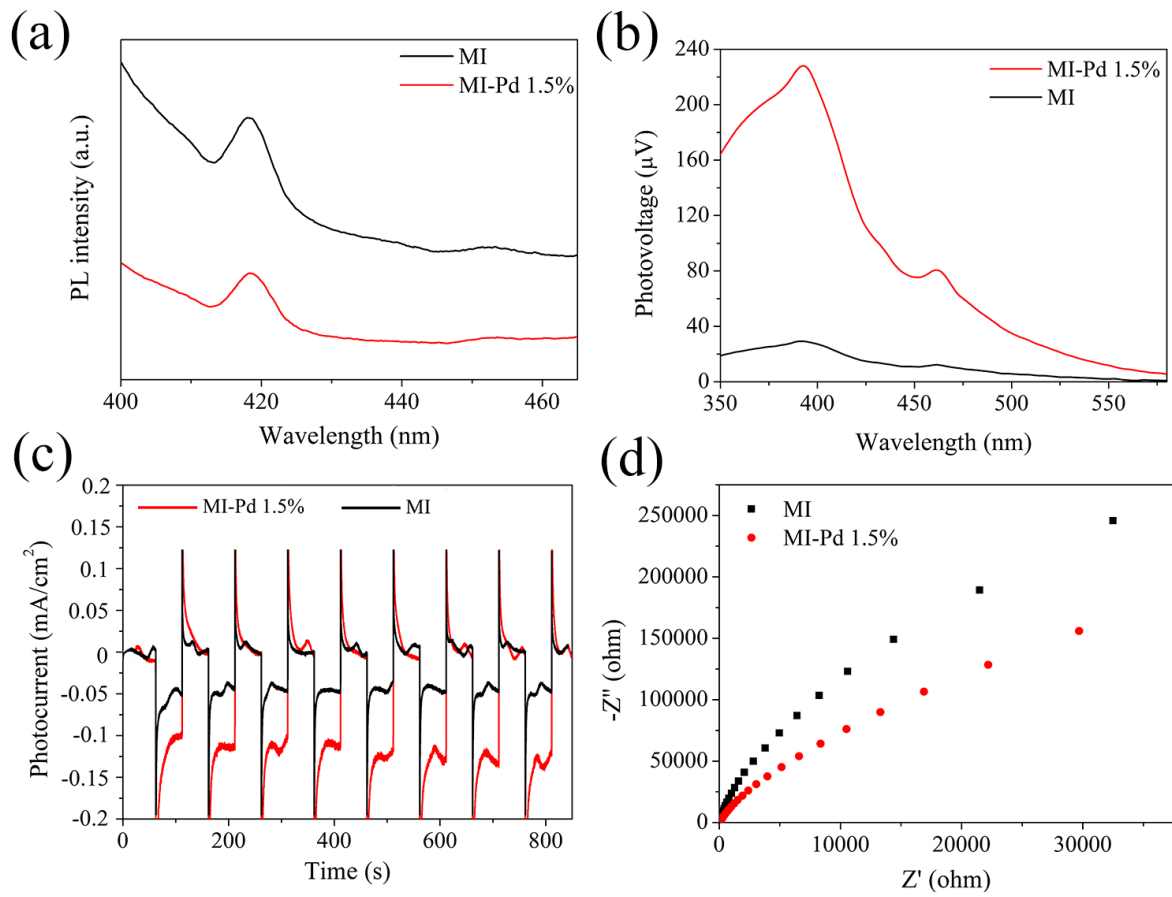 (a)
MI
MI-Pd 1.5%
PL intensity (a.u.)
400 420 440 460
Wavelength (nm)
(b)
MI-Pd 1.5%
MI
Photovoltage (μV)
240
200
160
120
80
40
0
350 400 450 500 550
Wavelength (nm)
(c)
MI-Pd 1.5% MI
Photocurrent (mA/cm²)
0.2
0.15
0.1
0.05
0
-0.05
-0.1
-0.15
-0.2
0 200 400 600 800
Time (s)
(d)
MI
MI-Pd 1.5%
-Z" (ohm)
250000
200000
150000
100000
50000
0
0 10000 20000 30000
Z' (ohm)